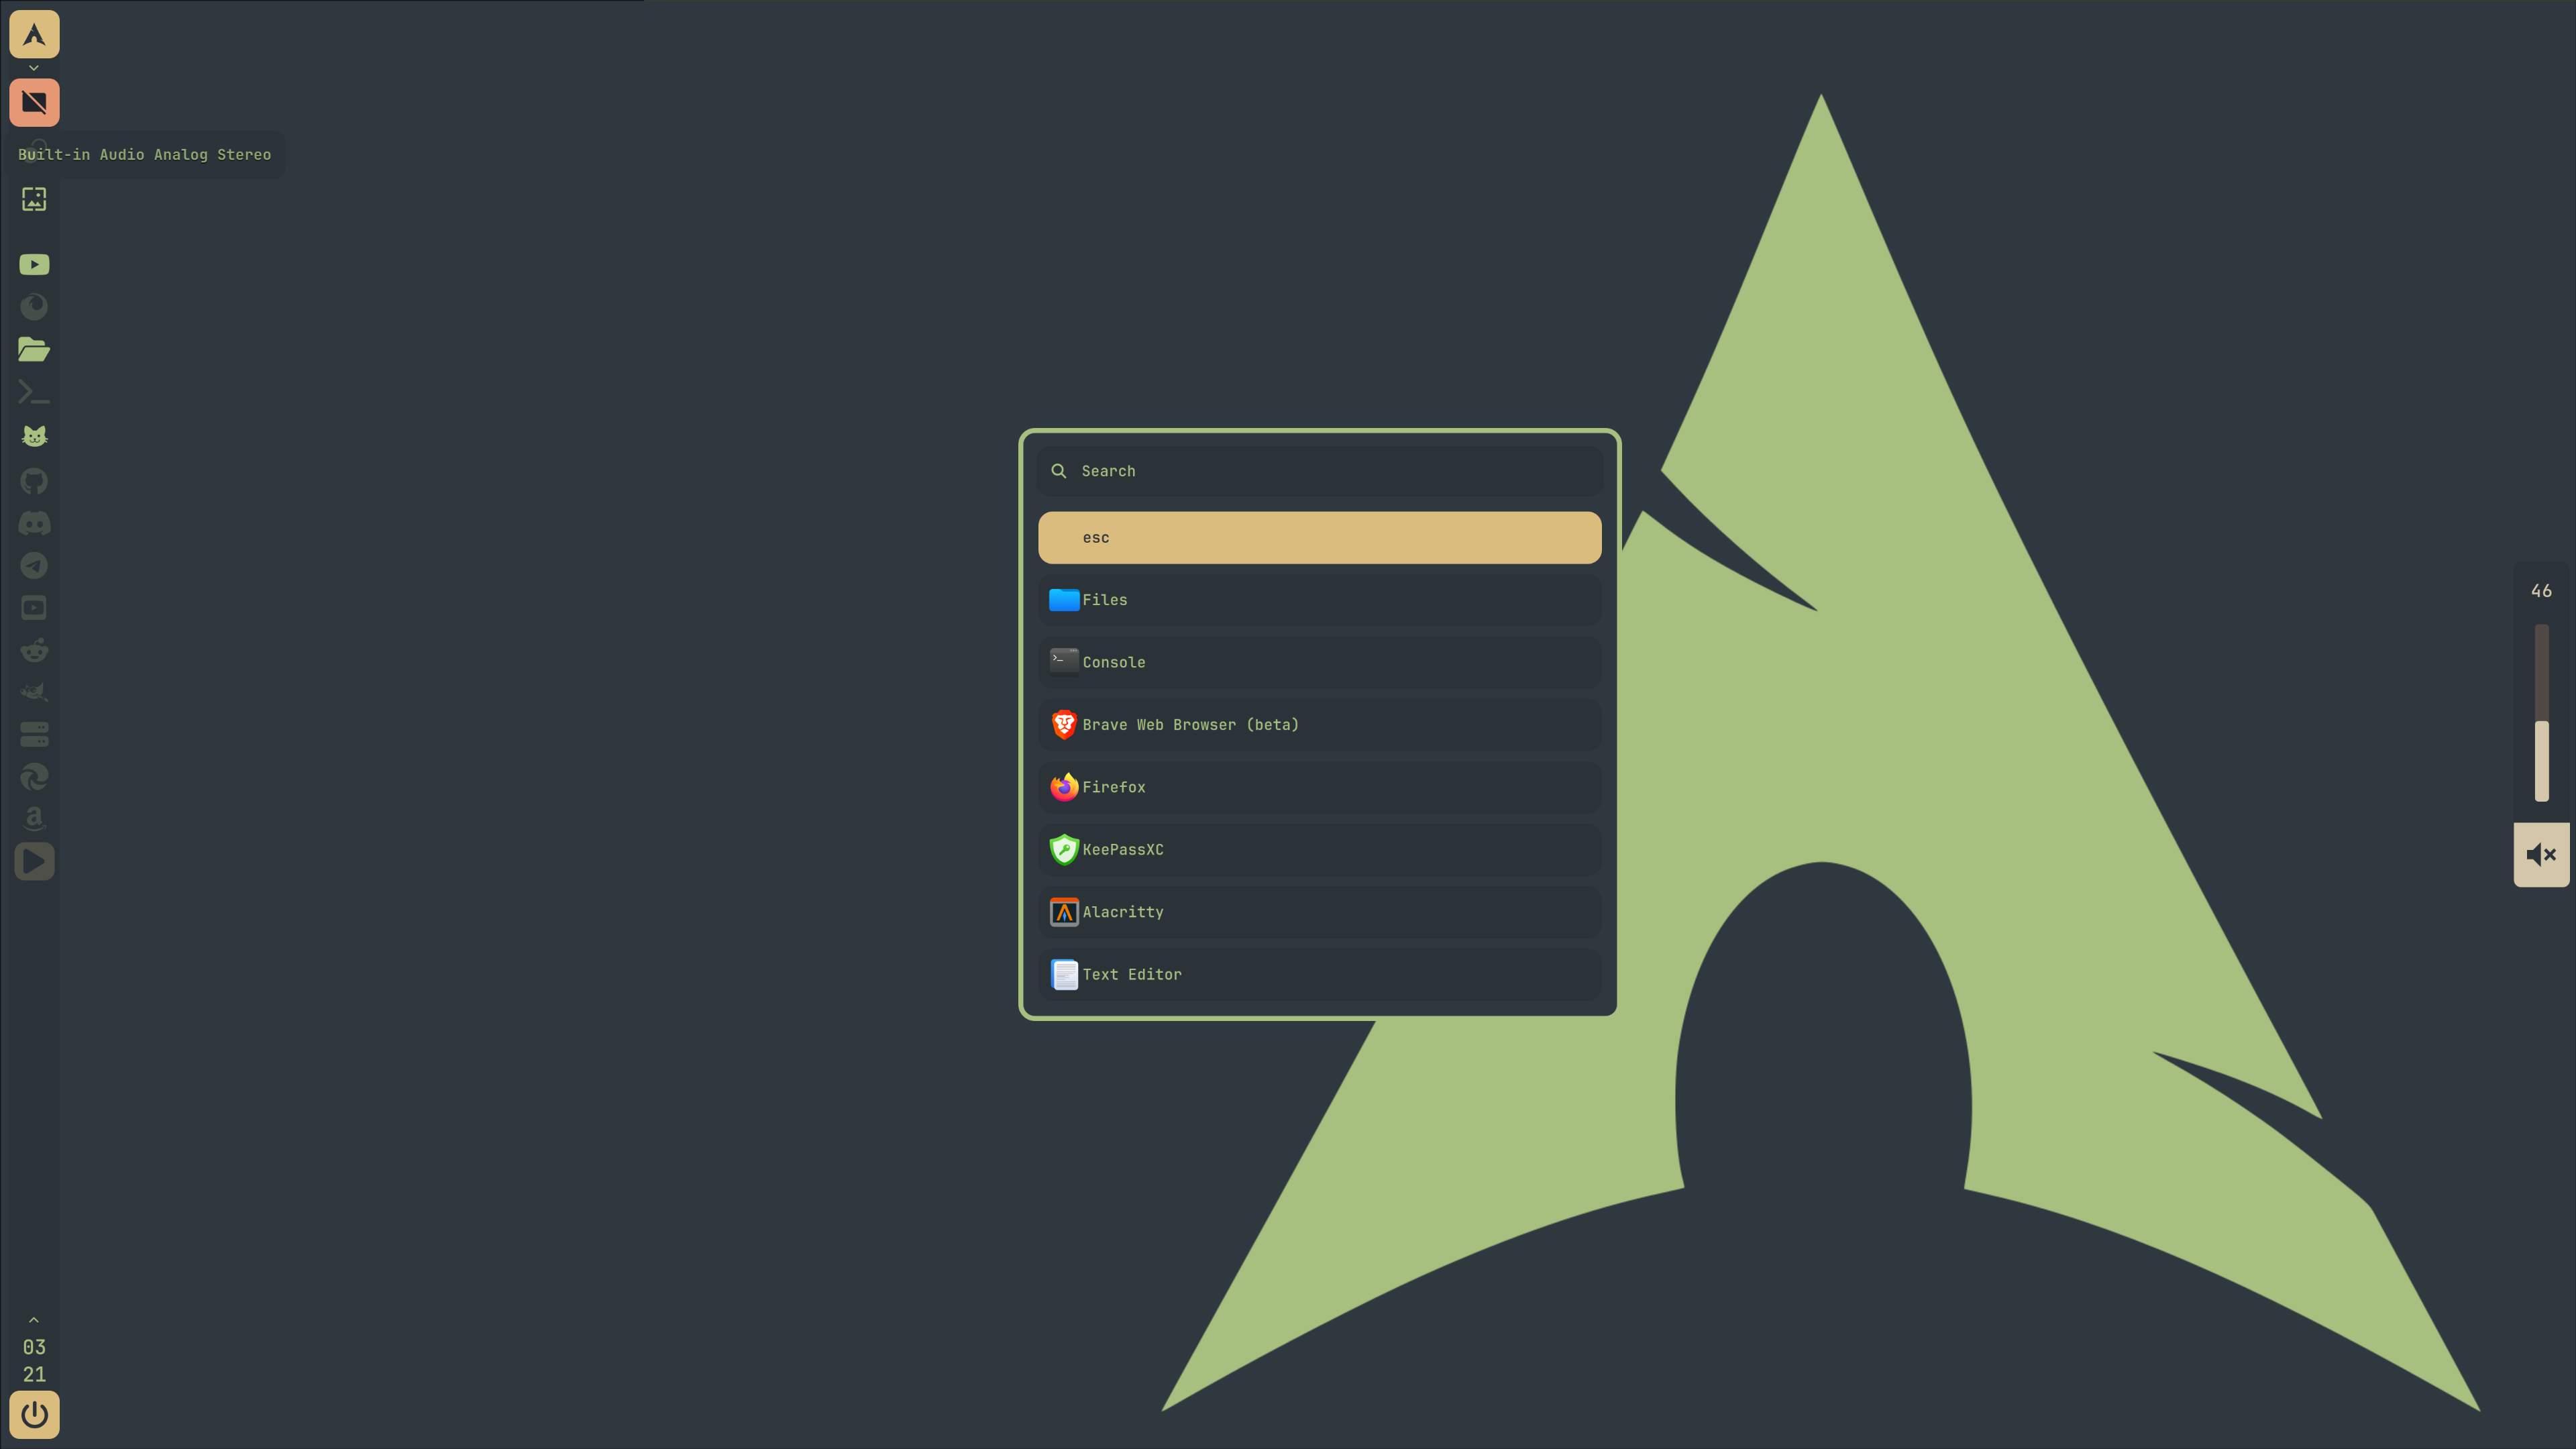 Built-in Audio Analog Stereo
Search
esc
Files
Console
Brave Web Browser (beta)
Firefox
KeePassXC
Alacritty
Text Editor
46
03
21